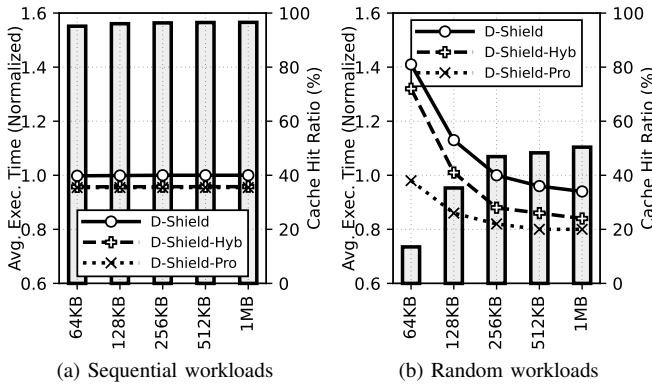 Avg. Exec. Time (Normalized)
1.6
1.4
1.2
1.0
0.8
0.6
100
80
60
40
20
0
Cache Hit Ratio (%)
D-Shield
D-Shield-Hyb
D-Shield-Pro
64KB
128KB
256KB
512KB
1MB
(a) Sequential workloads
Avg. Exec. Time (Normalized)
1.6
1.4
1.2
1.0
0.8
0.6
100
80
60
40
20
0
Cache Hit Ratio (%)
D-Shield
D-Shield-Hyb
D-Shield-Pro
64KB
128KB
256KB
512KB
1MB
(b) Random workloads